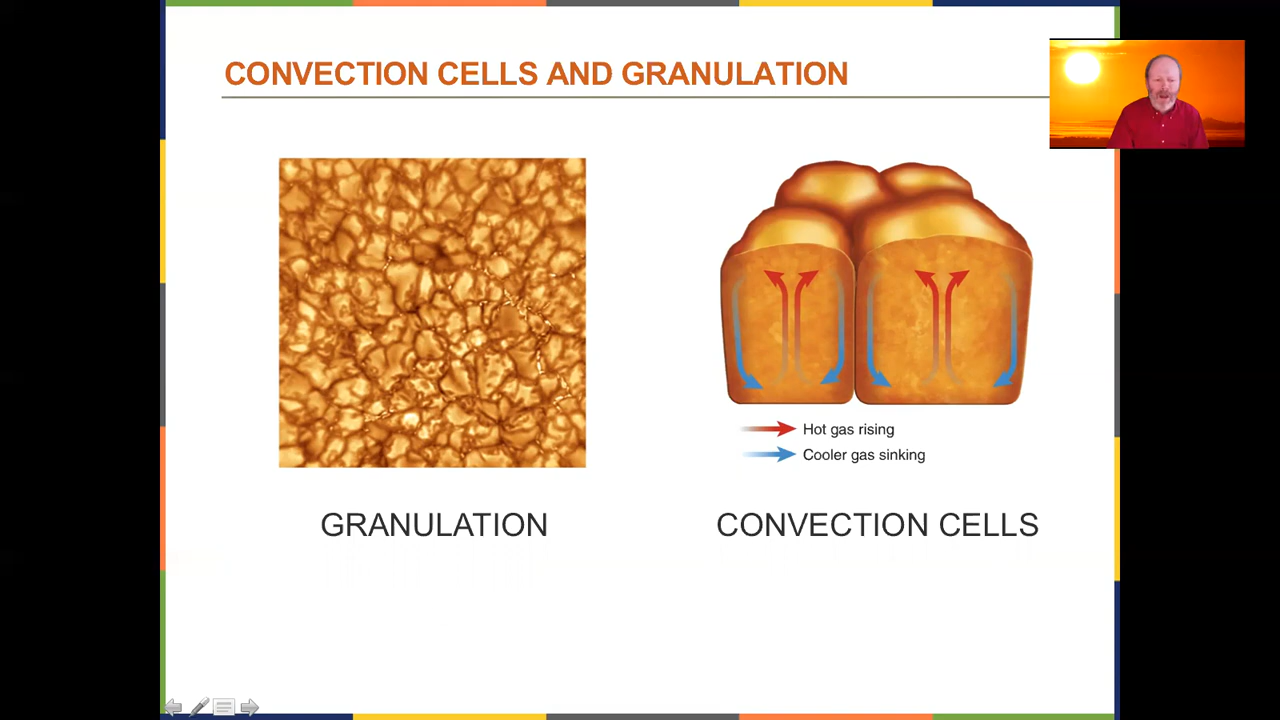 CONVECTION CELLS AND GRANULATION
Hot gas rising
Cooler gas sinking
GRANULATION
CONVECTION CELLS